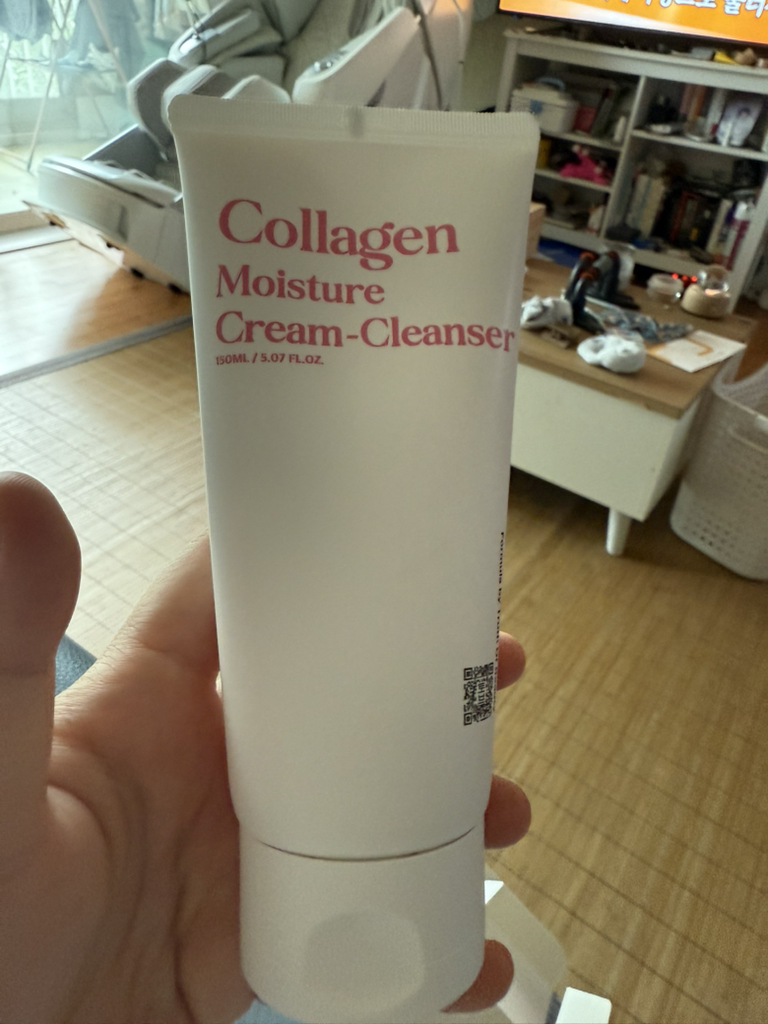 Collagen
Moisture
Cream-Cleanser
150ML / 5.07 FL.OZ.